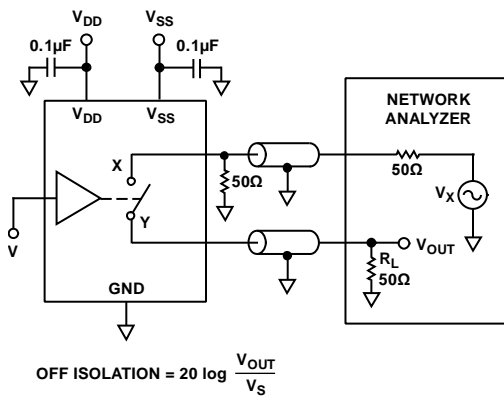 VDD
VSS
0.1µF
0.1µF
VDD
VSS
NETWORK
ANALYZER
X
50Ω
50Ω
VX
Y
V
VOUT
RL
50Ω
GND
OFF ISOLATION = 20 log VOUT
VS